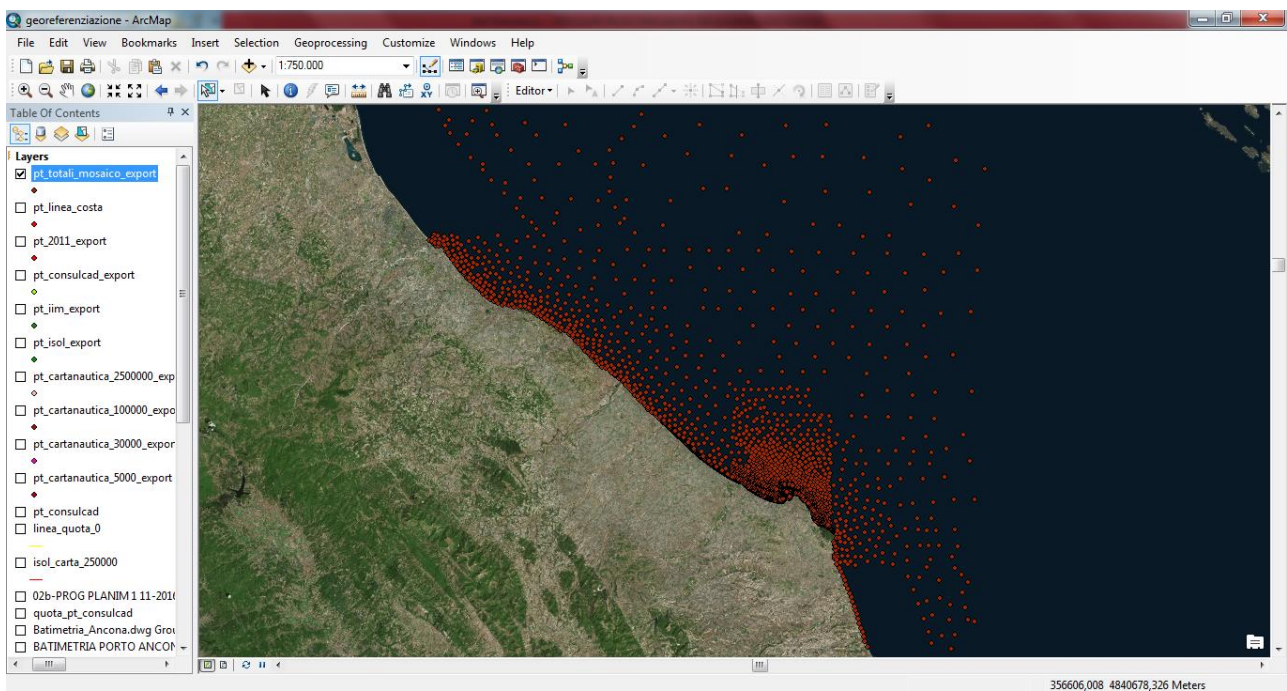 georeferenziazione - ArcMap
File Edit View Bookmarks Insert Selection Geoprocessing Customize Windows Help
1:750.000
Editor
Table Of Contents
Layers
pt_totali_mosaico_export
pt_linea_costa
pt_2011_export
pt_consulcad_export
pt_iim_export
pt_isol_export
pt_cartanautica_2500000_exp
pt_cartanautica_100000_expo
pt_cartanautica_30000_expor
pt_cartanautica_5000_export
pt_consulcad
linea_quota_0
isol_carta_250000
02b-PROG PLANIM 1 11-2016
quota_pt_consulcad
Batimetria_Ancona.dwg Grou
BATIMETRIA PORTO ANCON
356606,008 4840678,326 Meters